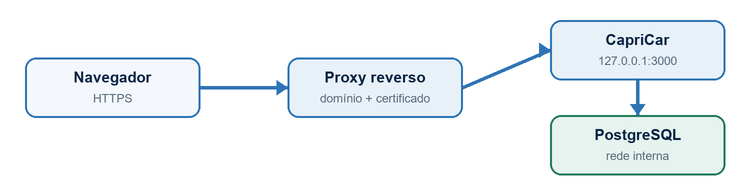 Navegador
HTTPS
Proxy reverso
domínio + certificado
CapriCar
127.0.0.1:3000
PostgreSQL
rede interna